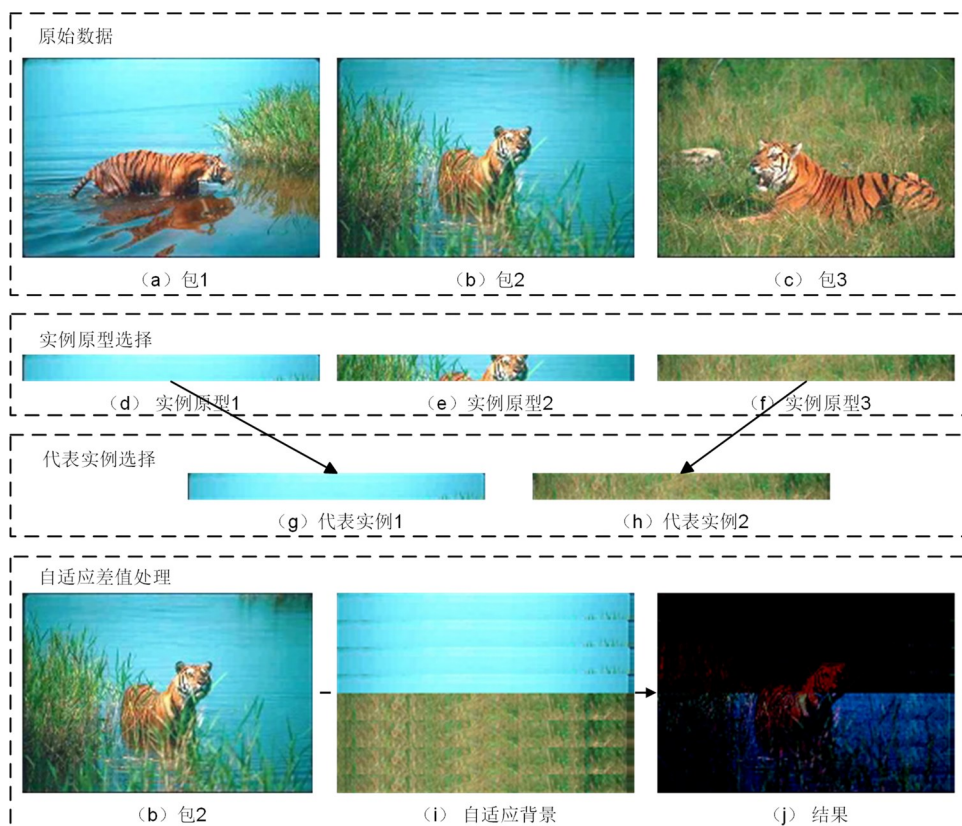 原始数据
（a）包1 （b）包2 （c）包3
实例原型选择
（d） 实例原型1 （e）实例原型2 （f）实例原型3
代表实例选择
（g）代表实例1 （h）代表实例2
自适应差值处理
（b）包2 （i） 自适应背景 （j） 结果